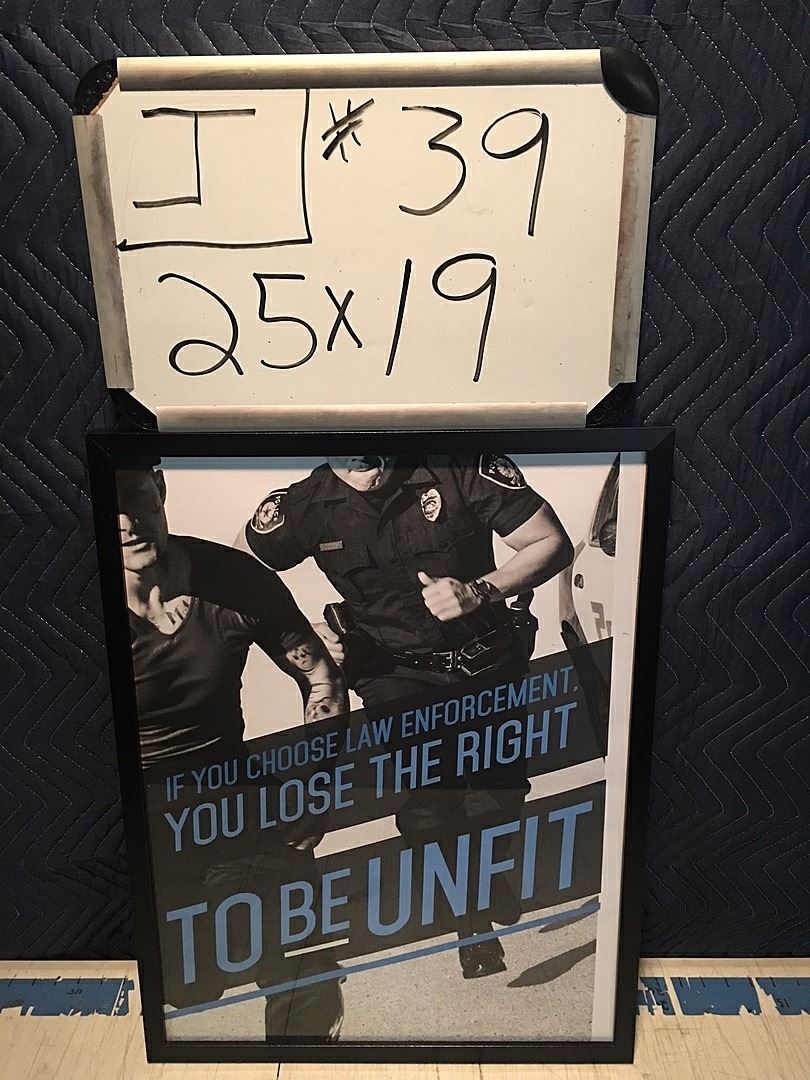 I #39
25x19
IF YOU CHOOSE LAW ENFORCEMENT,
YOU LOSE THE RIGHT
TO BE UNFIT